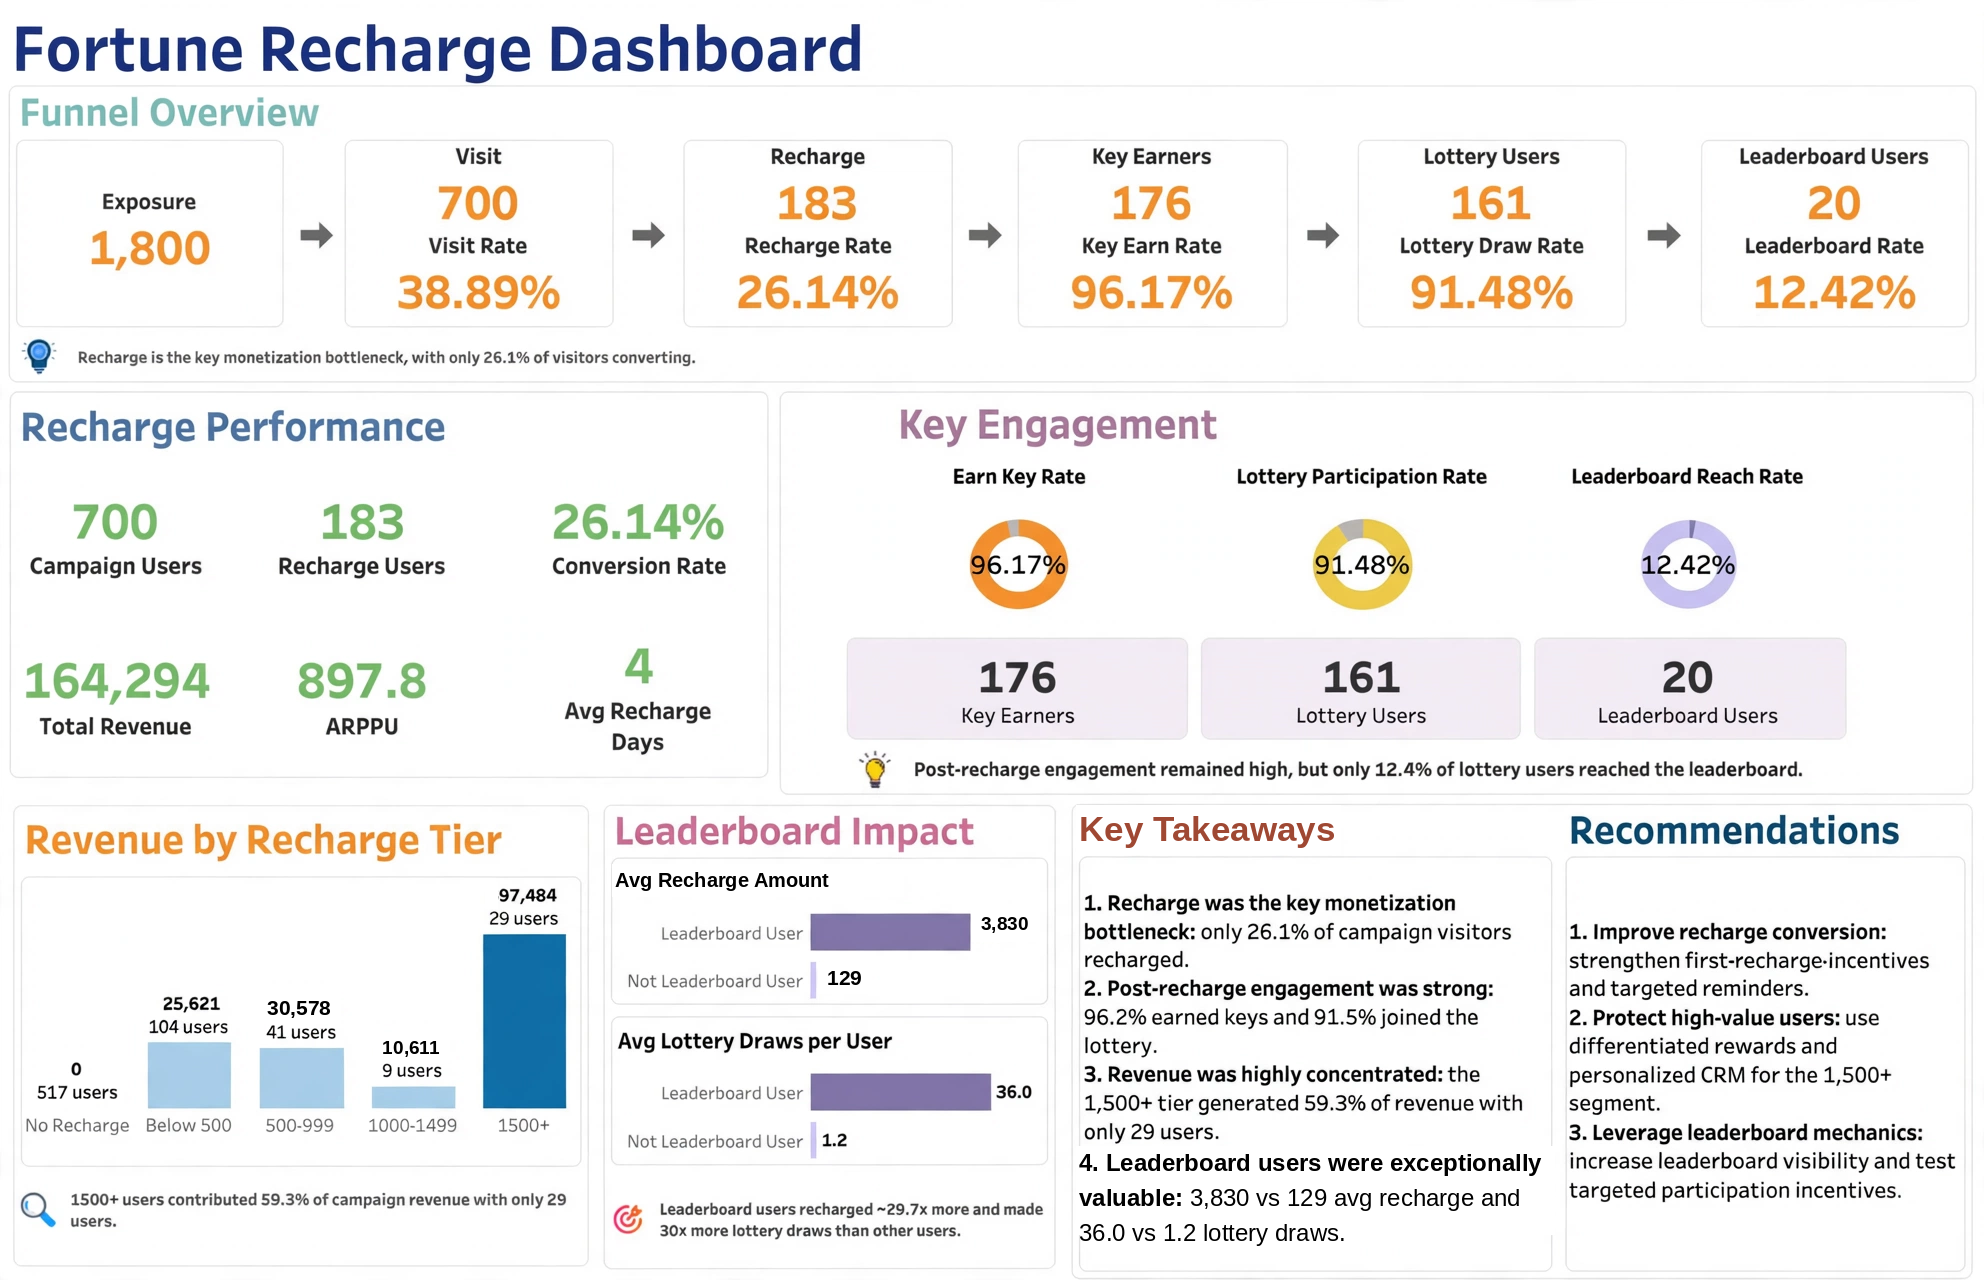 Fortune Recharge Dashboard
Funnel Overview
Exposure
1,800
Visit
700
Visit Rate
38.89%
Recharge
183
Recharge Rate
26.14%
Key Earners
176
Key Earn Rate
96.17%
Lottery Users
161
Lottery Draw Rate
91.48%
Leaderboard Users
20
Leaderboard Rate
12.42%
Recharge is the key monetization bottleneck, with only 26.1% of visitors converting.
Recharge Performance
700
Campaign Users
183
Recharge Users
26.14%
Conversion Rate
164,294
Total Revenue
897.8
ARPPU
4
Avg Recharge
Days
Key Engagement
Earn Key Rate
96.17%
Lottery Participation Rate
91.48%
Leaderboard Reach Rate
12.42%
176
Key Earners
161
Lottery Users
20
Leaderboard Users
Post-recharge engagement remained high, but only 12.4% of lottery users reached the leaderboard.
Revenue by Recharge Tier
0
517 users
No Recharge
25,621
104 users
Below 500
30,578
41 users
500-999
10,611
9 users
1000-1499
97,484
29 users
1500+
1500+ users contributed 59.3% of campaign revenue with only 29
users.
Leaderboard Impact
Avg Recharge Amount
Leaderboard User 3,830
Not Leaderboard User 129
Avg Lottery Draws per User
Leaderboard User 36.0
Not Leaderboard User 1.2
Leaderboard users recharged ~29.7x more and made
30x more lottery draws than other users.
Key Takeaways
1. Recharge was the key monetization
bottleneck: only 26.1% of campaign visitors
recharged.
2. Post-recharge engagement was strong:
96.2% earned keys and 91.5% joined the
lottery.
3. Revenue was highly concentrated: the
1,500+ tier generated 59.3% of revenue with
only 29 users.
4. Leaderboard users were exceptionally
valuable: 3,830 vs 129 avg recharge and
36.0 vs 1.2 lottery draws.
Recommendations
1. Improve recharge conversion:
strengthen first-recharge·incentives
and targeted reminders.
2. Protect high-value users: use
differentiated rewards and
personalized CRM for the 1,500+
segment.
3. Leverage leaderboard mechanics:
increase leaderboard visibility and test
targeted participation incentives.